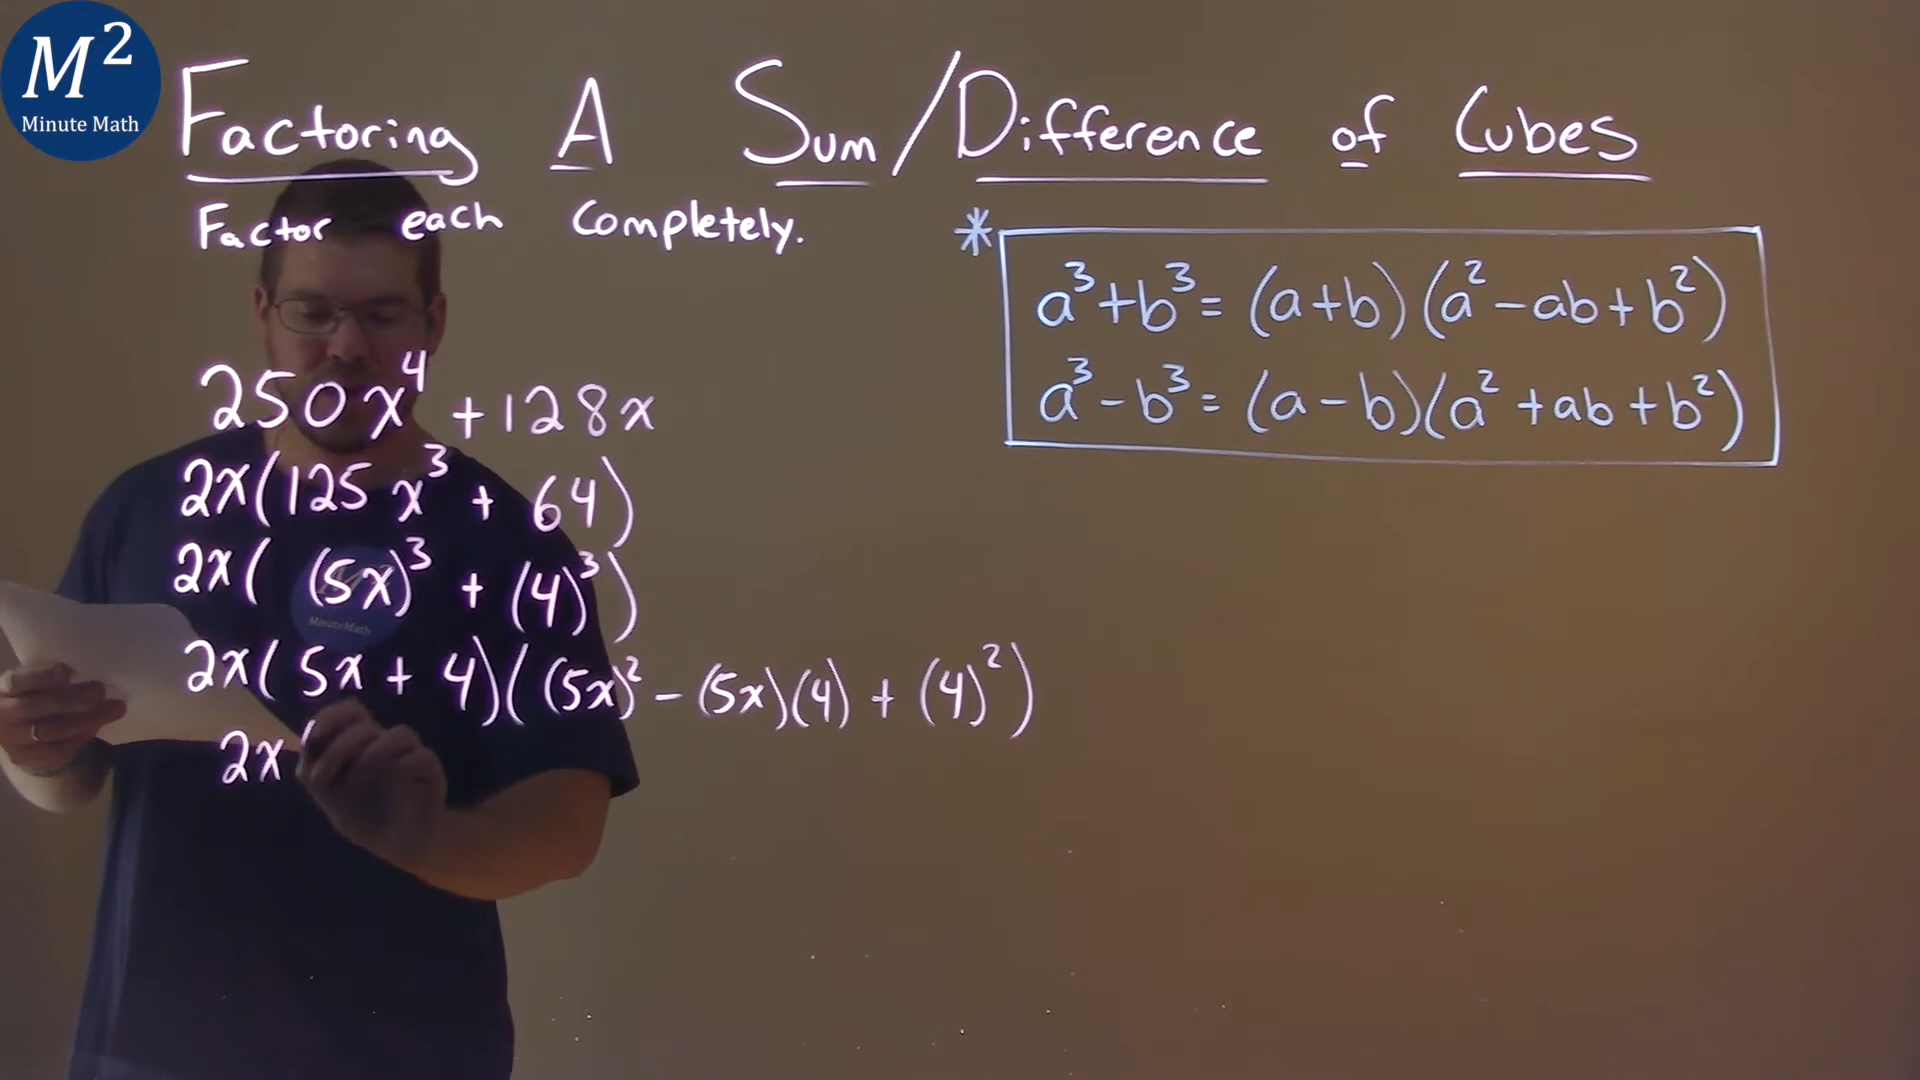 M²
Minute Math
Factoring A Sum/Difference of Cubes
Factor each completely.
*
a³+b³= (a+b)(a²-ab+b²)
a³-b³= (a-b)(a²+ab+b²)
250x⁴+128x
2x(125x³ + 64)
2x( (5x)³ + (4)³)
Minute Math
2x(5x+4)((5x)²-(5x)(4)+(4)²)
2x(